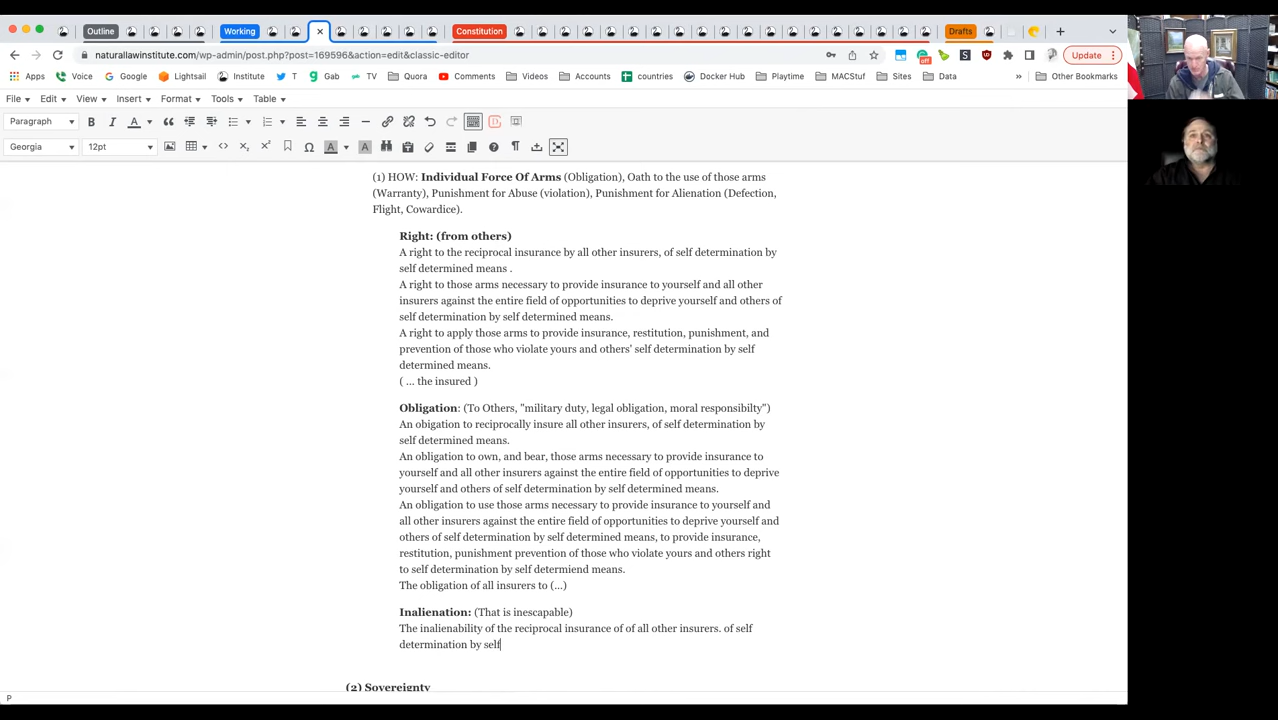 Outline
Working
Constitution
Drafts
naturallawinstitute.com/wp-admin/post.php?post=169596&action=edit&classic-editor
off
Update
Apps
Voice
Google
Lightsail
Institute
T
Gab
TV
Quora
Comments
Videos
Accounts
countries
Docker Hub
Playtime
MACStuf
Sites
Data
»
Other Bookmarks
File
Edit
View
Insert
Format
Tools
Table
Paragraph
Georgia
12pt
(1) HOW: Individual Force Of Arms (Obligation), Oath to the use of those arms
(Warranty), Punishment for Abuse (violation), Punishment for Alienation (Defection,
Flight, Cowardice).
Right: (from others)
A right to the reciprocal insurance by all other insurers, of self determination by
self determined means .
A right to those arms necessary to provide insurance to yourself and all other
insurers against the entire field of opportunities to deprive yourself and others of
self determination by self determined means.
A right to apply those arms to provide insurance, restitution, punishment, and
prevention of those who violate yours and others' self determination by self
determined means.
( ... the insured )
Obligation: (To Others, "military duty, legal obligation, moral responsibilty")
An obigation to reciprocally insure all other insurers, of self determination by
self determined means.
An obligation to own, and bear, those arms necessary to provide insurance to
yourself and all other insurers against the entire field of opportunities to deprive
yourself and others of self determination by self determined means.
An obligation to use those arms necessary to provide insurance to yourself and
all other insurers against the entire field of opportunities to deprive yourself and
others of self determination by self determined means, to provide insurance,
restitution, punishment prevention of those who violate yours and others right
to self determination by self determiend means.
The obligation of all insurers to (...)
Inalienation: (That is inescapable)
The inalienability of the reciprocal insurance of of all other insurers. of self
determination by self
(2) Sovereignty
P